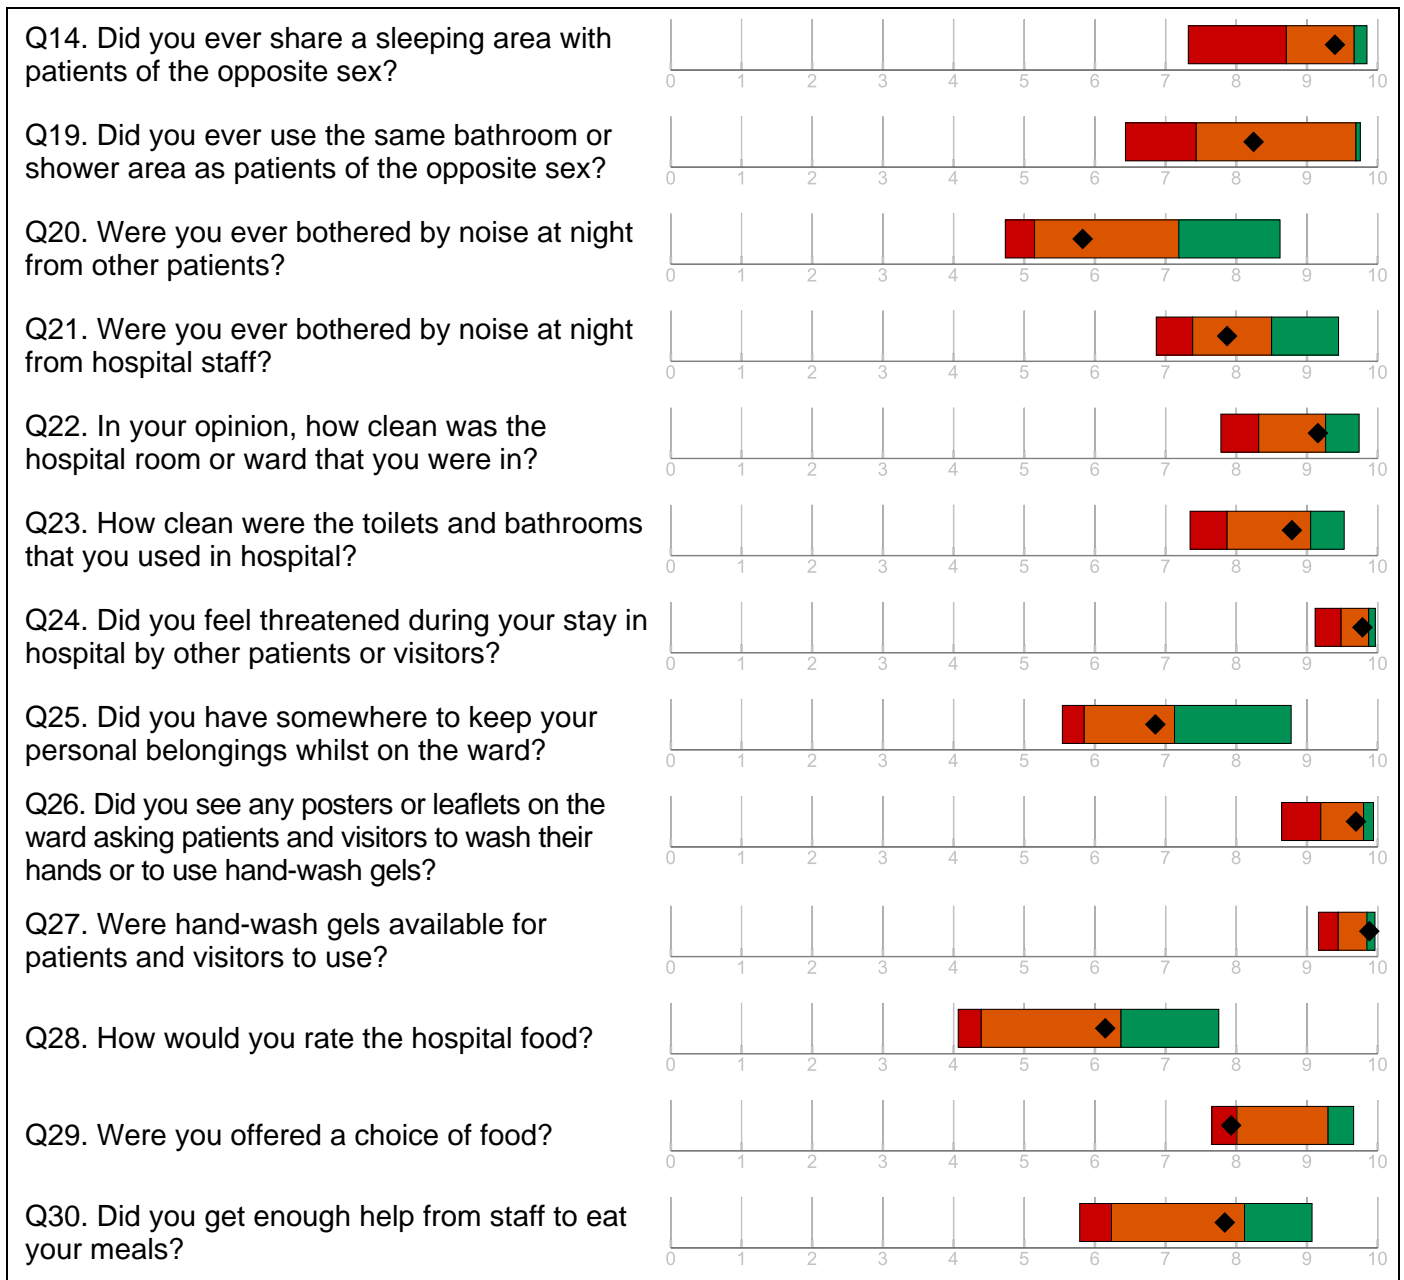 Q14. Did you ever share a sleeping area with
patients of the opposite sex?
0 1 2 3 4 5 6 7 8 9 10
Q19. Did you ever use the same bathroom or
shower area as patients of the opposite sex?
0 1 2 3 4 5 6 7 8 9 10
Q20. Were you ever bothered by noise at night
from other patients?
0 1 2 3 4 5 6 7 8 9 10
Q21. Were you ever bothered by noise at night
from hospital staff?
0 1 2 3 4 5 6 7 8 9 10
Q22. In your opinion, how clean was the
hospital room or ward that you were in?
0 1 2 3 4 5 6 7 8 9 10
Q23. How clean were the toilets and bathrooms
that you used in hospital?
0 1 2 3 4 5 6 7 8 9 10
Q24. Did you feel threatened during your stay in
hospital by other patients or visitors?
0 1 2 3 4 5 6 7 8 9 10
Q25. Did you have somewhere to keep your
personal belongings whilst on the ward?
0 1 2 3 4 5 6 7 8 9 10
Q26. Did you see any posters or leaflets on the
ward asking patients and visitors to wash their
hands or to use hand-wash gels?
0 1 2 3 4 5 6 7 8 9 10
Q27. Were hand-wash gels available for
patients and visitors to use?
0 1 2 3 4 5 6 7 8 9 10
Q28. How would you rate the hospital food?
0 1 2 3 4 5 6 7 8 9 10
Q29. Were you offered a choice of food?
0 1 2 3 4 5 6 7 8 9 10
Q30. Did you get enough help from staff to eat
your meals?
0 1 2 3 4 5 6 7 8 9 10